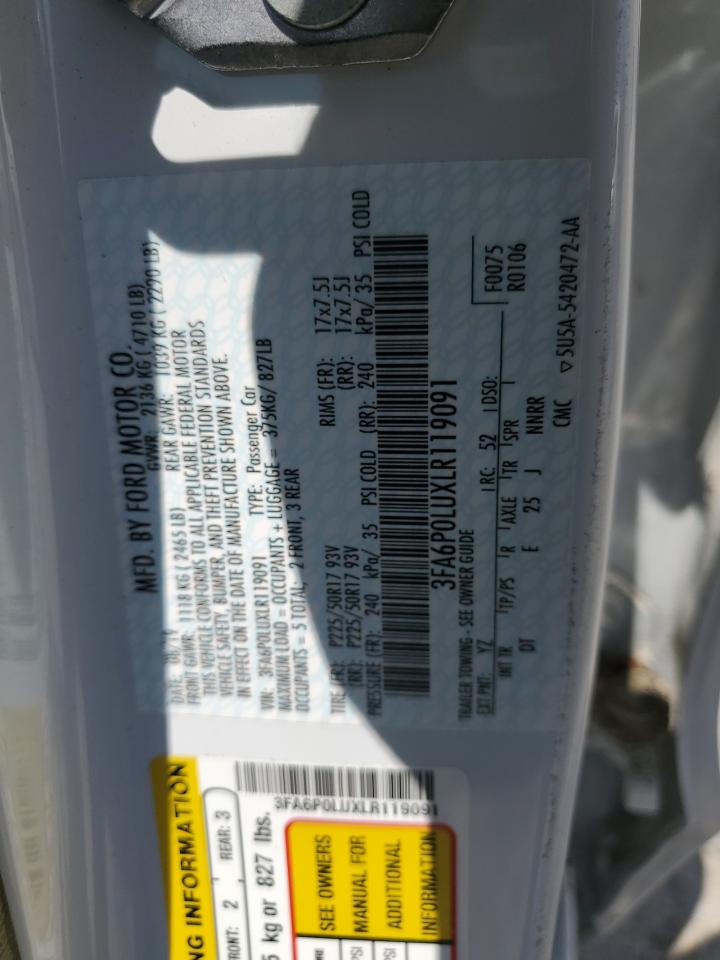 MFD. BY FORD MOTOR CO.
DATE: GVWR: 2136 KG ( 4710 LB)
FRONT GAWR: 1118 KG ( 2465 LB) REAR GAWR: 1039 KG ( 2290 LB)
THIS VEHICLE CONFORMS TO ALL APPLICABLE FEDERAL MOTOR
VEHICLE SAFETY, BUMPER, AND THEFT PREVENTION STANDARDS
IN EFFECT ON THE DATE OF MANUFACTURE SHOWN ABOVE.
VIN: 3FA6P0LUXLR119091 TYPE: Passenger Car
MAXIMUM LOAD = OCCUPANTS + LUGGAGE = 375KG/ 827LB
OCCUPANTS = 5 TOTAL, 2 FRONT, 3 REAR
TIRE (FR): P225/50R17 93V RIMS (FR): 17x7.5J
(RR): P225/50R17 93V (RR): 17x7.5J
PRESSURE (FR): 240 kPa/ 35 PSI COLD (RR): 240 kPa/ 35 PSI COLD
3FA6P0LUXLR119091
TRAILER TOWING - SEE OWNER GUIDE F0075
EXT PNT: YZ RC: 52 DSO: R0106
INT TR TP/PS R AXLE TR SPR
DT E 25 J NNRR
CMC ▽5U5A-5420472-AA
NG INFORMATION
FRONT: 2 REAR: 3
5 kg or 827 lbs.
3FA6P0LUXLR119091
SEE OWNERS
MANUAL FOR
ADDITIONAL
INFORMATION
PSI
PSI